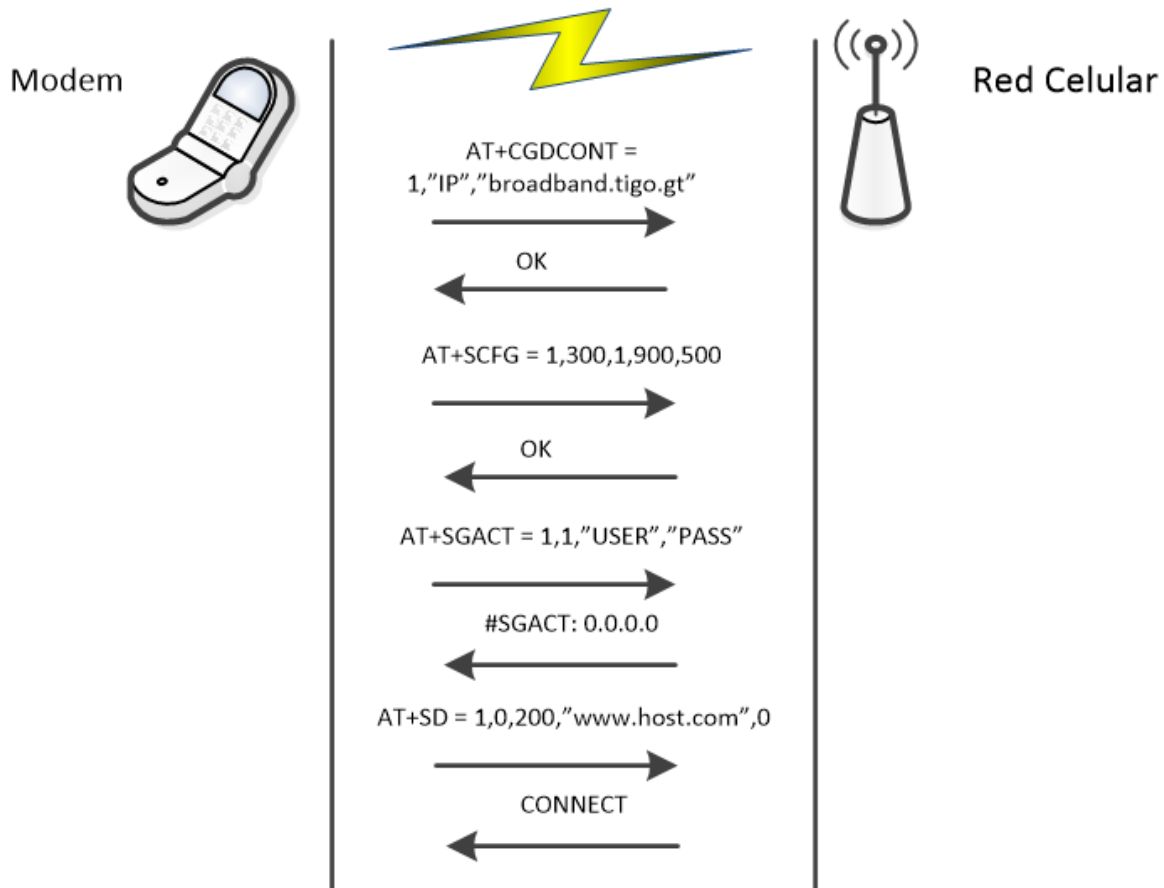 Modem
Red Celular
AT+CGDCONT =
1,”IP”,”broadband.tigo.gt”
OK
AT+SCFG = 1,300,1,900,500
OK
AT+SGACT = 1,1,”USER”,”PASS”
#SGACT: 0.0.0.0
AT+SD = 1,0,200,”www.host.com”,0
CONNECT